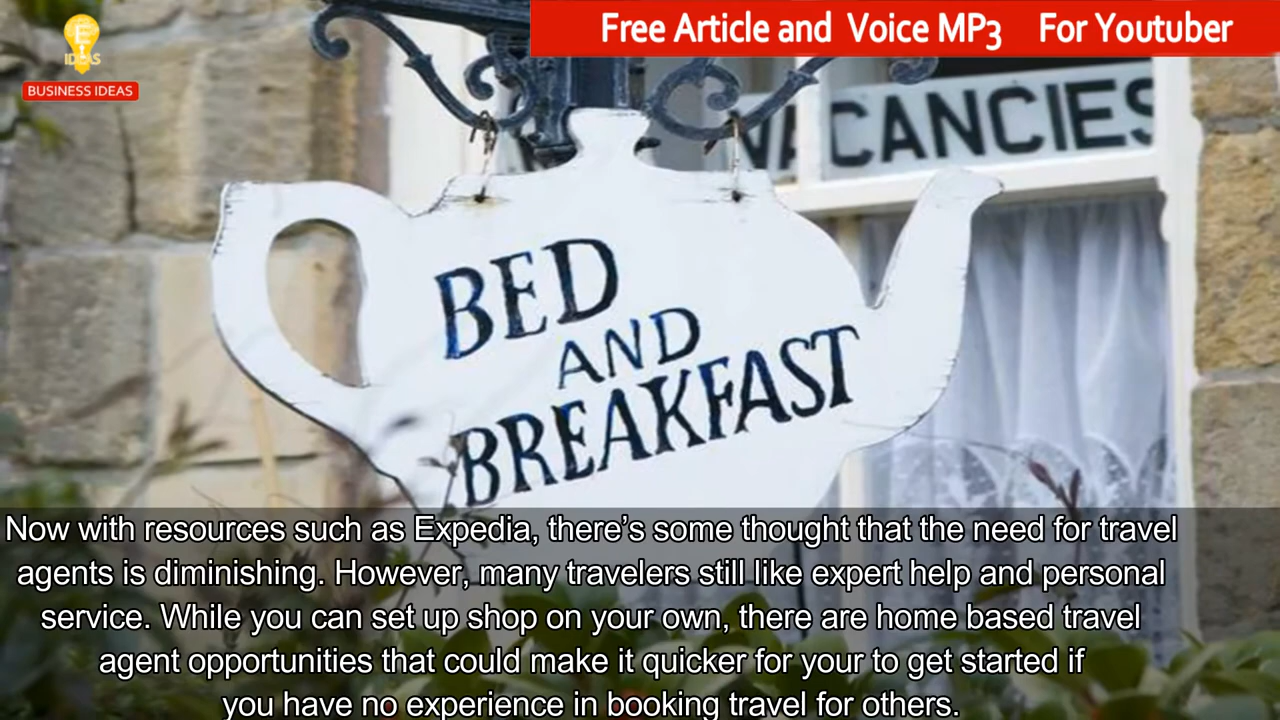 Free Article and Voice MP3 For Youtuber
E
IDEAS
BUSINESS IDEAS
VACANCIES
BED
AND
BREAKFAST
Now with resources such as Expedia, there’s some thought that the need for travel
agents is diminishing. However, many travelers still like expert help and personal
service. While you can set up shop on your own, there are home based travel
agent opportunities that could make it quicker for your to get started if
you have no experience in booking travel for others.